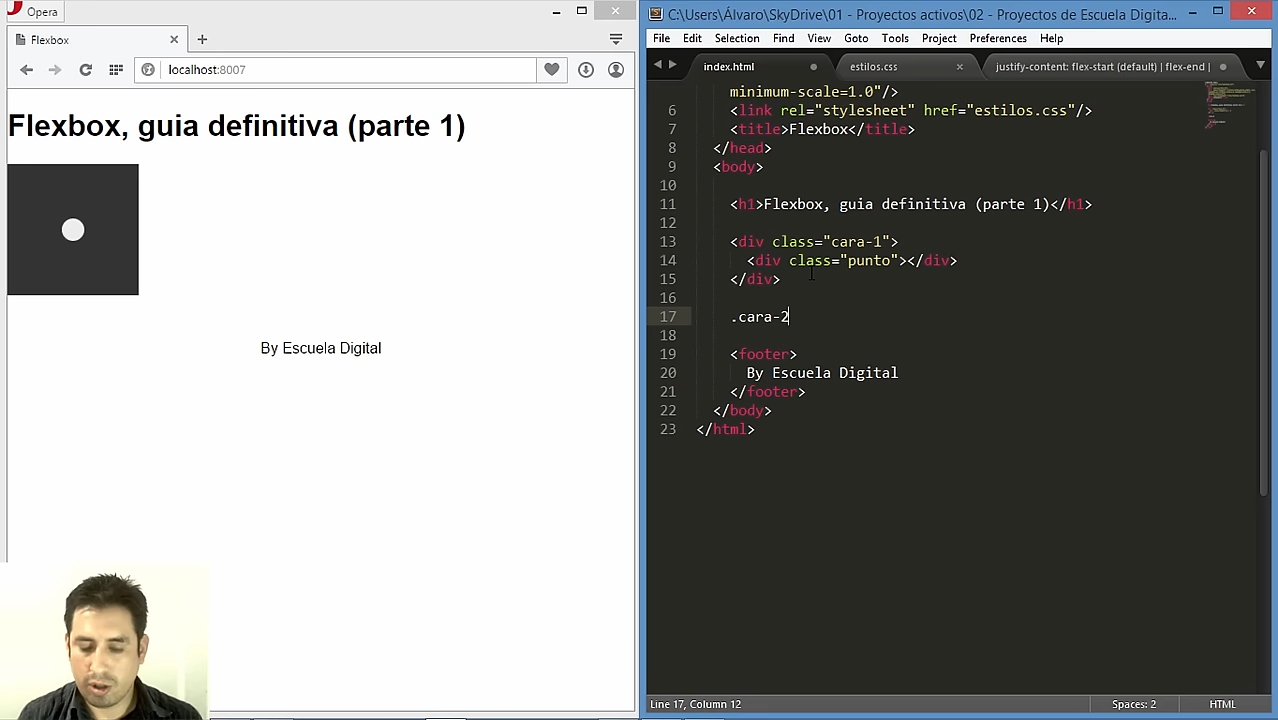 Opera
Flexbox
localhost:8007
Flexbox, guia definitiva (parte 1)
By Escuela Digital
C:\Users\Álvaro\SkyDrive\01 - Proyectos activos\02 - Proyectos de Escuela Digita...
File Edit Selection Find View Goto Tools Project Preferences Help
index.html estilos.css justify-content: flex-start (default) | flex-end |
minimum-scale=1.0"/>
6 <link rel="stylesheet" href="estilos.css"/>
7 <title>Flexbox</title>
8 </head>
9 <body>
10
11 <h1>Flexbox, guia definitiva (parte 1)</h1>
12
13 <div class="cara-1">
14 <div class="punto"></div>
15 </div>
16
17 .cara-2
18
19 <footer>
20 By Escuela Digital
21 </footer>
22 </body>
23 </html>
Line 17, Column 12 Spaces: 2 HTML